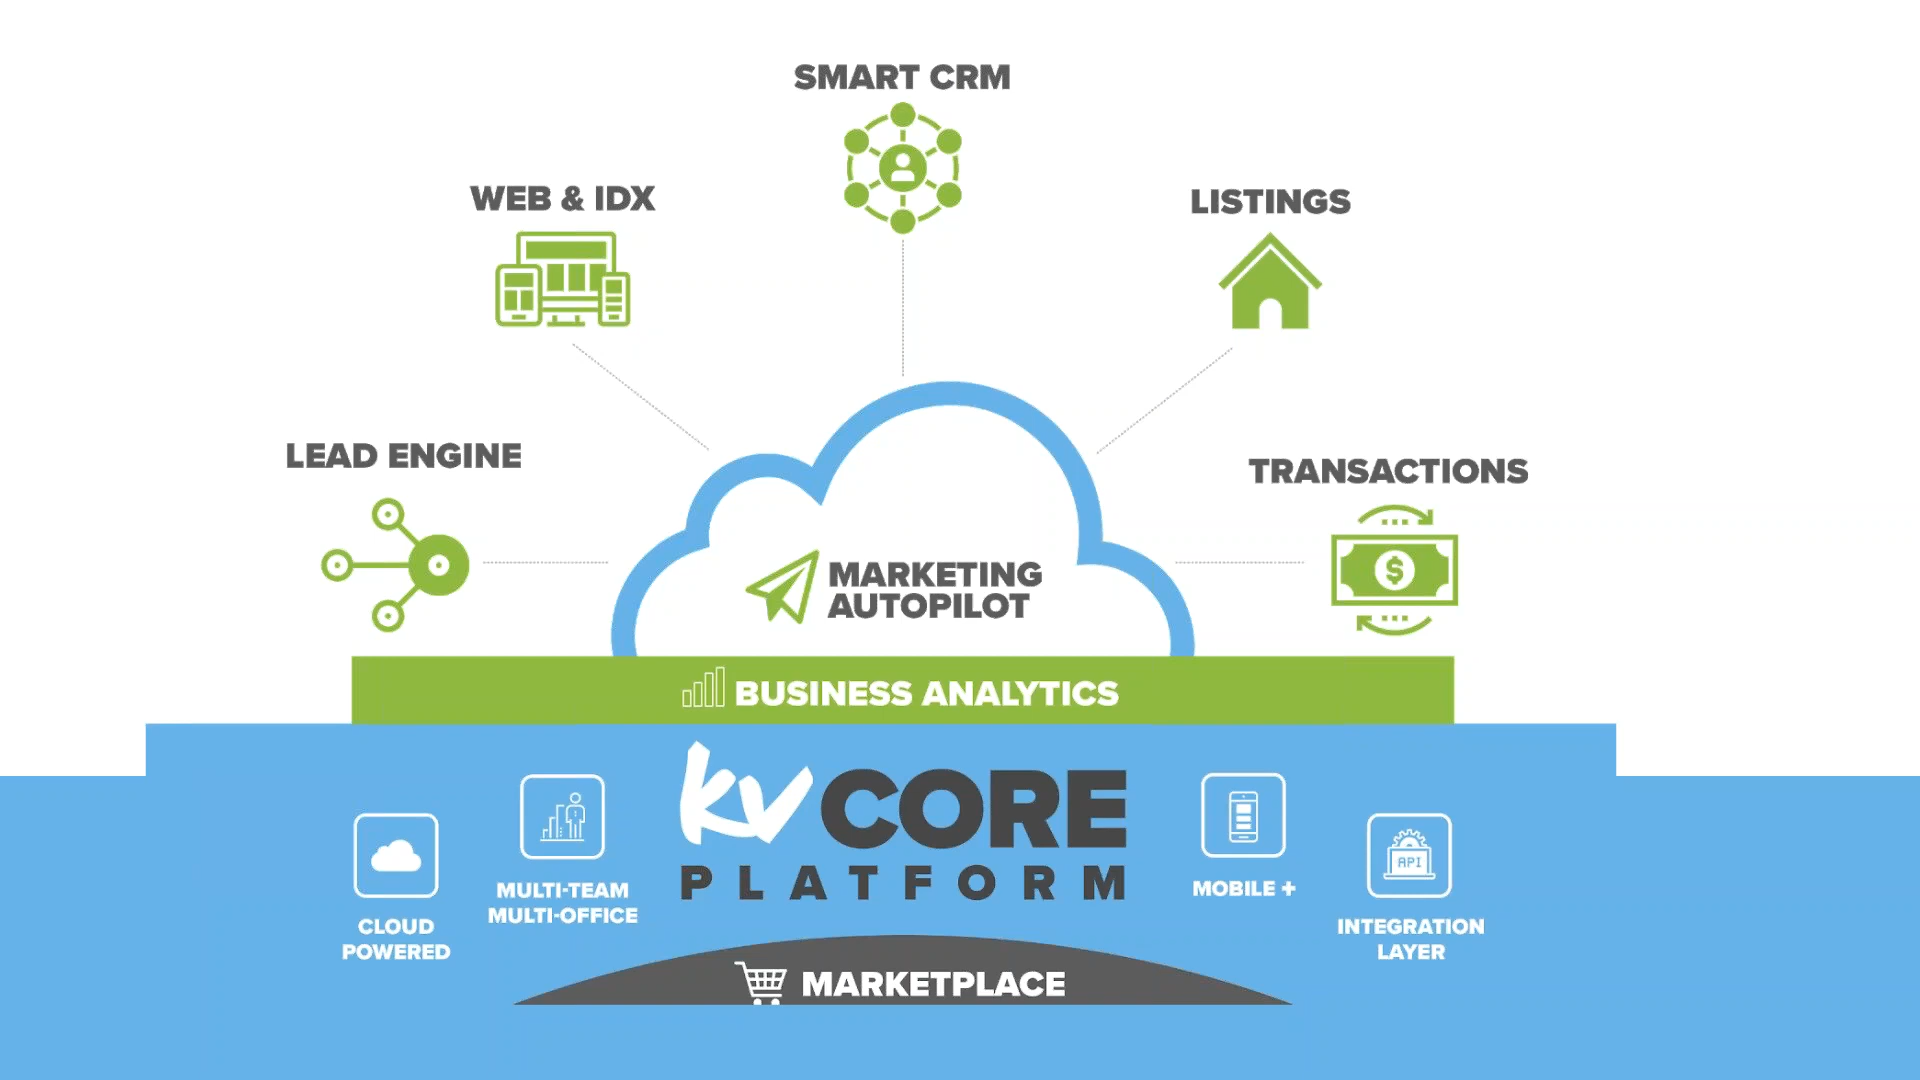 SMART CRM
WEB & IDX
LISTINGS
LEAD ENGINE
TRANSACTIONS
$
MARKETING
AUTOPILOT
BUSINESS ANALYTICS
kvCORE
PLATFORM
CLOUD
POWERED
MULTI-TEAM
MULTI-OFFICE
MOBILE +
API
INTEGRATION
LAYER
MARKETPLACE